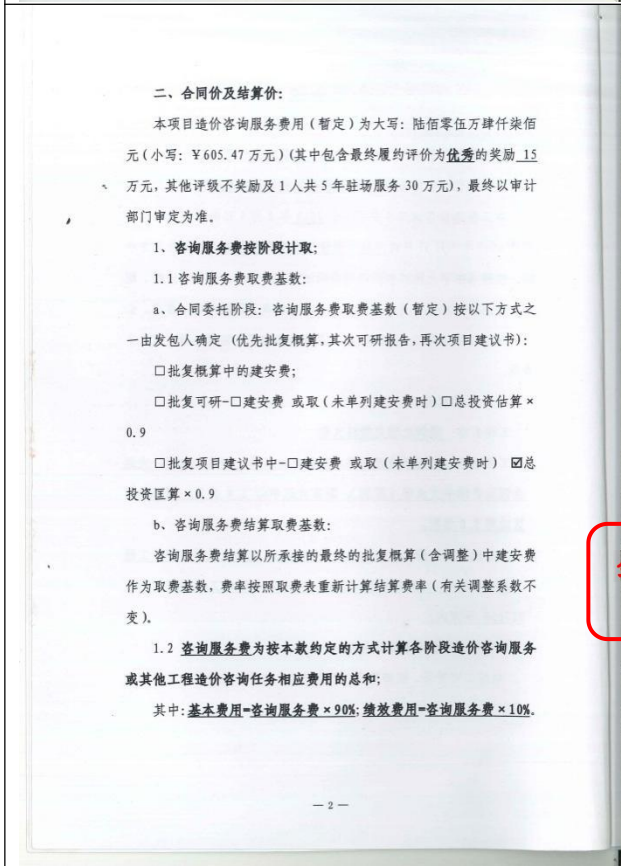 二、合同价及结算价：
本项目造价咨询服务费用（暂定）为大写：陆佰零伍万肆仟柒佰
元（小写：￥605.47 万元）（其中包含最终履约评价为优秀的奖励 15
万元，其他评级不奖励及 1 人共 5 年驻场服务 30 万元），最终以审计
部门审定为准。
1、咨询服务费按阶段计取；
1.1 咨询服务费取费基数：
a、合同委托阶段：咨询服务费取费基数（暂定）按以下方式之
一由发包人确定（优先批复概算，其次可研报告，再次项目建议书）：
□批复概算中的建安费；
□批复可研-□建安费 或取（未单列建安费时）□总投资估算×
0.9
□批复项目建议书中-□建安费 或取（未单列建安费时） ☑总
投资匡算×0.9
b、咨询服务费结算取费基数：
咨询服务费结算以所承接的最终的批复概算（含调整）中建安费
作为取费基数，费率按照取费表重新计算结算费率（有关调整系数不
变）。
1.2 咨询服务费为按本款约定的方式计算各阶段造价咨询服务
或其他工程造价咨询任务相应费用的总和；
其中：基本费用=咨询服务费×90%；绩效费用=咨询服务费×10%。
— 2 —